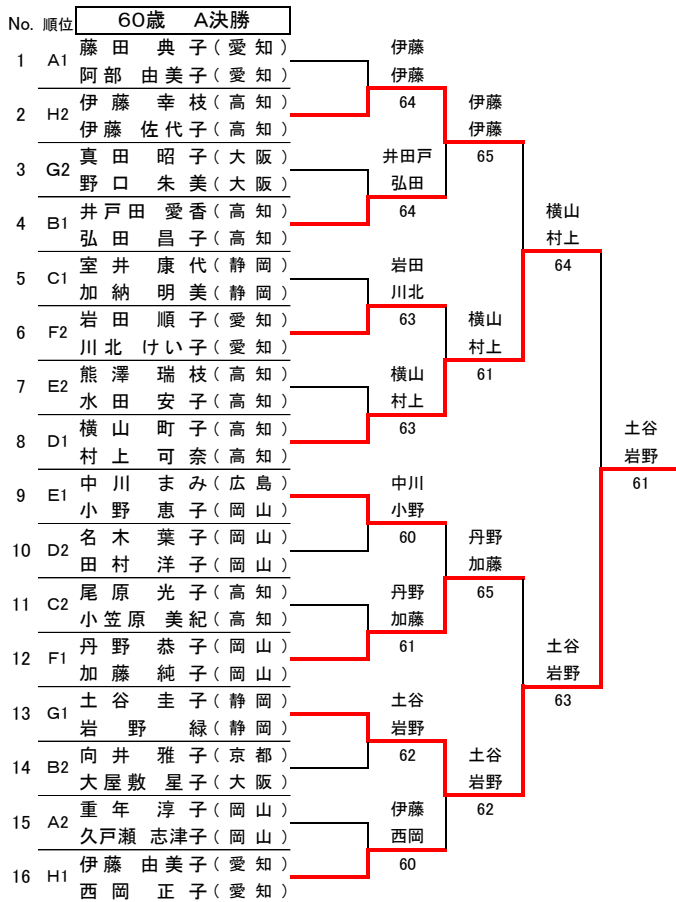 No. 順位 60歳 A決勝
1 A1 藤田 典子(愛知)
阿部 由美子(愛知)
2 H2 伊藤 幸枝(高知)
伊藤 佐代子(高知)
3 G2 真田 昭子(大阪)
野口 朱美(大阪)
4 B1 井戸田 愛香(高知)
弘田 昌子(高知)
5 C1 室井 康代(静岡)
加納 明美(静岡)
6 F2 岩田 順子(愛知)
川北 けい子(愛知)
7 E2 熊澤 瑞枝(高知)
水田 安子(高知)
8 D1 横山 町子(高知)
村上 可奈(高知)
9 E1 中川 まみ(広島)
小野 恵子(岡山)
10 D2 名木 葉子(岡山)
田村 洋子(岡山)
11 C2 尾原 光子(高知)
小笠原 美紀(高知)
12 F1 丹野 恭子(岡山)
加藤 純子(岡山)
13 G1 土谷 圭子(静岡)
岩野 緑(静岡)
14 B2 向井 雅子(京都)
大屋敷 星子(大阪)
15 A2 重年 淳子(岡山)
久戸瀬 志津子(岡山)
16 H1 伊藤 由美子(愛知)
西岡 正子(愛知)
伊藤
伊藤
64
井田戸
弘田
64
岩田
川北
63
横山
村上
63
中川
小野
60
丹野
加藤
61
土谷
岩野
62
伊藤
西岡
60
伊藤
伊藤
65
横山
村上
61
丹野
加藤
65
土谷
岩野
62
横山
村上
64
土谷
岩野
63
土谷
岩野
61